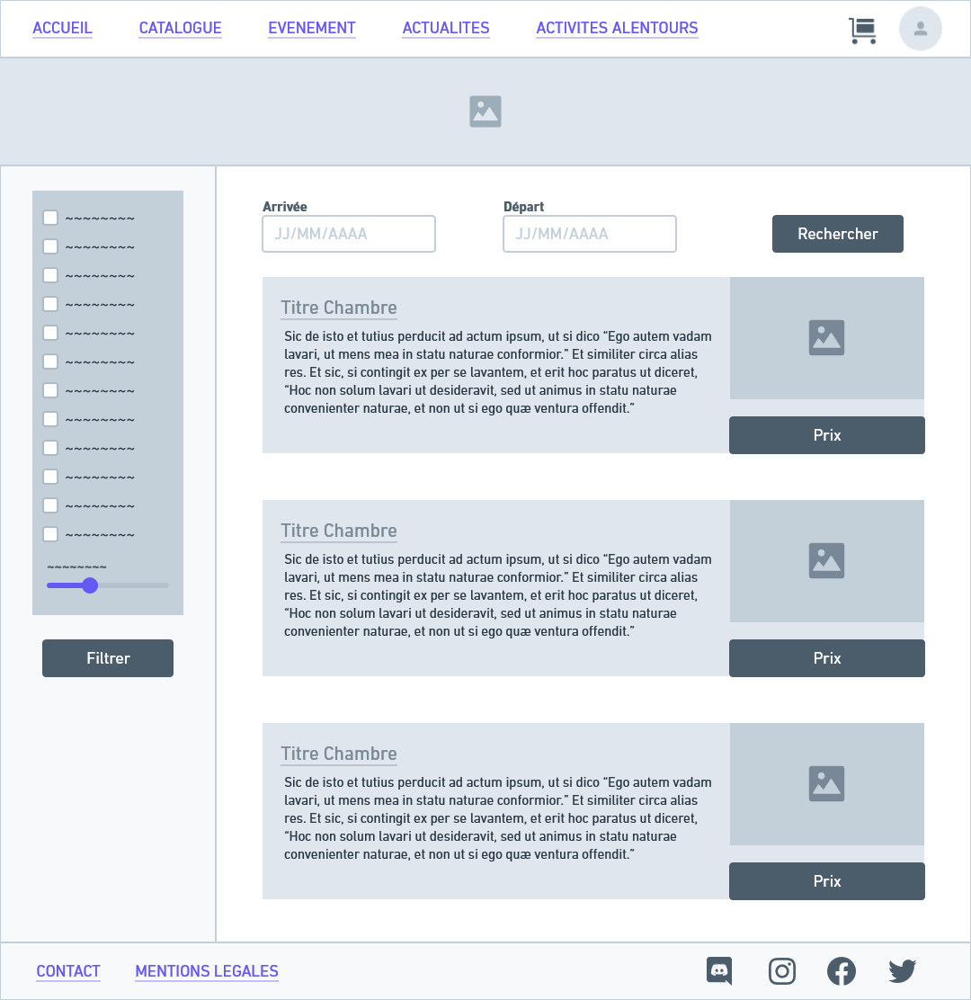 ACCUEIL CATALOGUE EVENEMENT ACTUALITES ACTIVITES ALENTOURS
~~~~~~~~
~~~~~~~~
~~~~~~~~
~~~~~~~~
~~~~~~~~
~~~~~~~~
~~~~~~~~
~~~~~~~~
~~~~~~~~
~~~~~~~~
~~~~~~~~
~~~~~~~~
~~~~~~~~
Filtrer
Arrivée Départ
JJ/MM/AAAA JJ/MM/AAAA Rechercher
Titre Chambre
Sic de isto et tutius perducit ad actum ipsum, ut si dico “Ego autem vadam
lavari, ut mens mea in statu naturae conformior.” Et similiter circa alias
res. Et sic, si contingit ex per se lavantem, et erit hoc paratus ut diceret,
“Hoc non solum lavari ut desideravit, sed ut animus in statu naturae
convenienter naturae, et non ut si ego quæ ventura offendit.”
Prix
Titre Chambre
Sic de isto et tutius perducit ad actum ipsum, ut si dico “Ego autem vadam
lavari, ut mens mea in statu naturae conformior.” Et similiter circa alias
res. Et sic, si contingit ex per se lavantem, et erit hoc paratus ut diceret,
“Hoc non solum lavari ut desideravit, sed ut animus in statu naturae
convenienter naturae, et non ut si ego quæ ventura offendit.”
Prix
Titre Chambre
Sic de isto et tutius perducit ad actum ipsum, ut si dico “Ego autem vadam
lavari, ut mens mea in statu naturae conformior.” Et similiter circa alias
res. Et sic, si contingit ex per se lavantem, et erit hoc paratus ut diceret,
“Hoc non solum lavari ut desideravit, sed ut animus in statu naturae
convenienter naturae, et non ut si ego quæ ventura offendit.”
Prix
CONTACT MENTIONS LEGALES